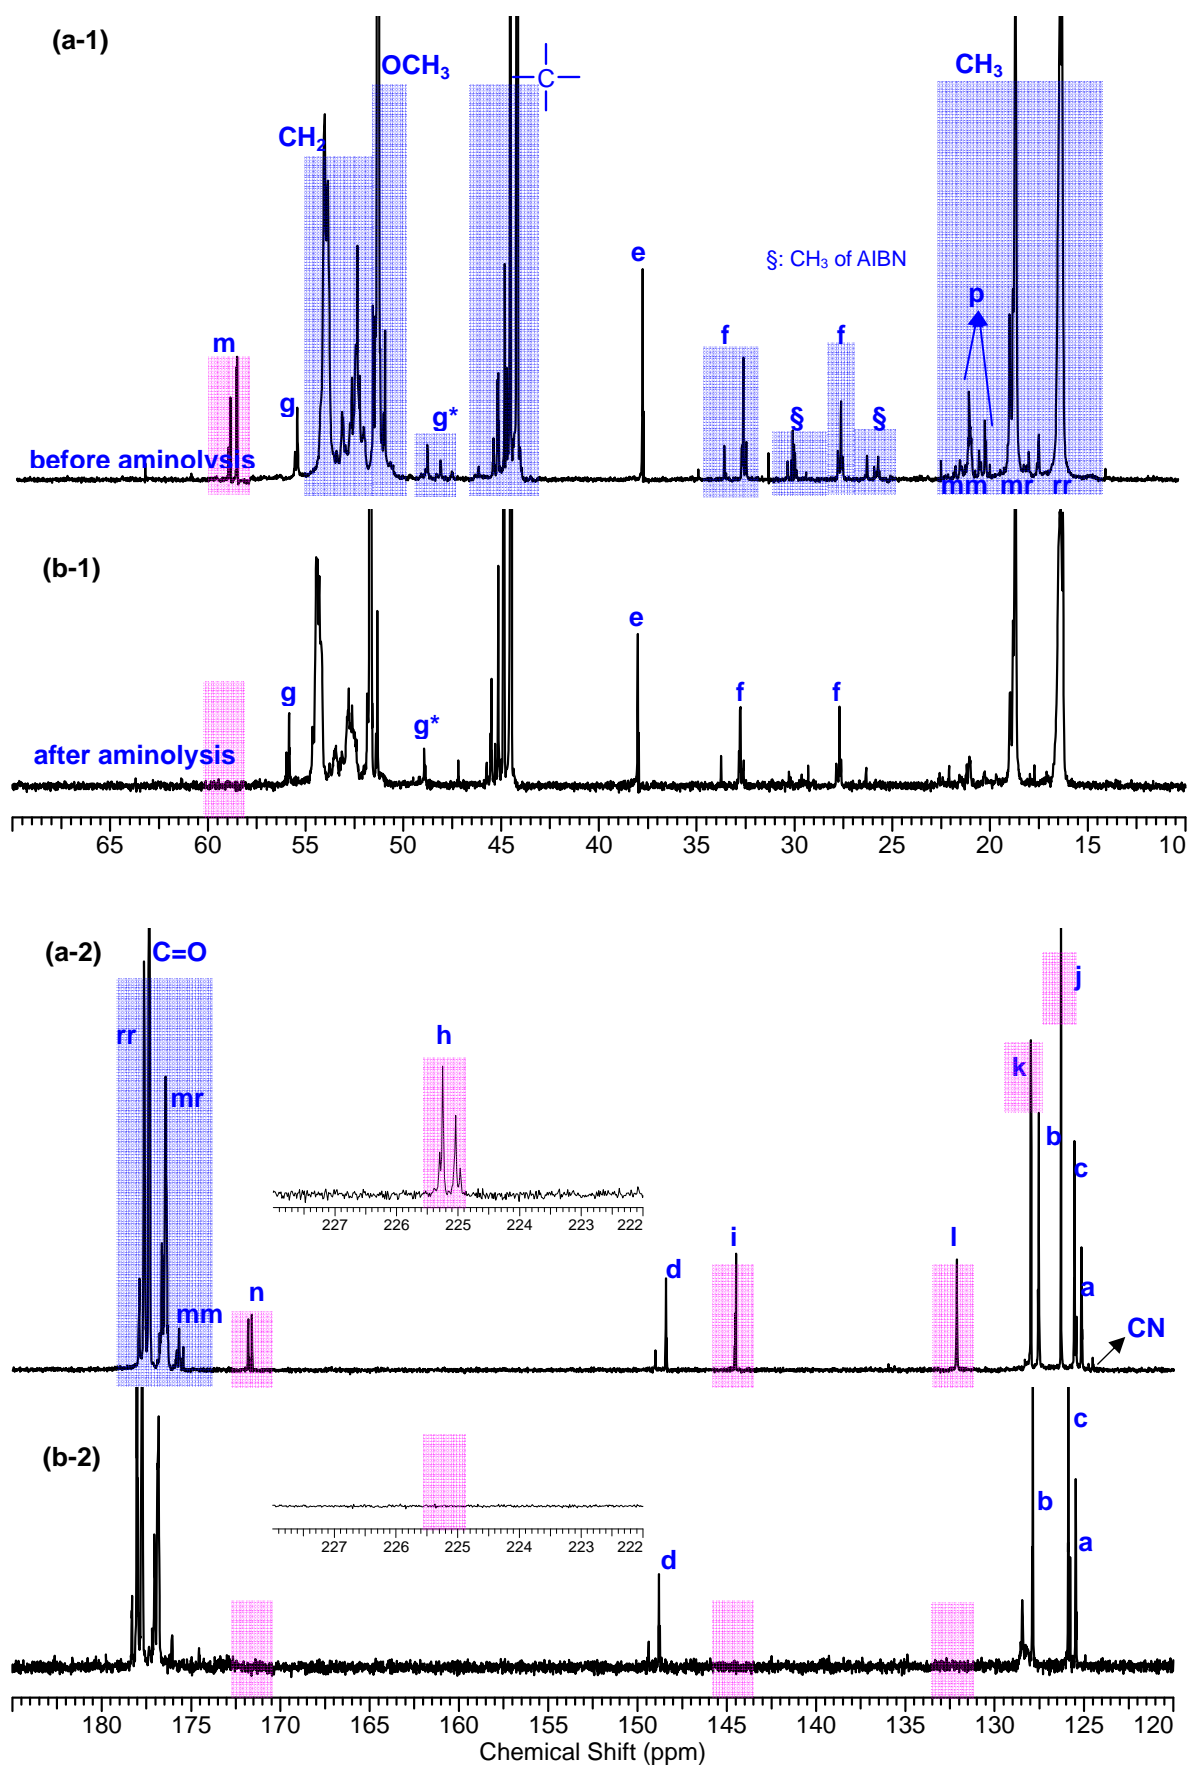 (a-1)
OCH₃
C
CH₃
CH₂
§: CH₃ of AIBN
e
p
m
f
f
g
g*
§
§
before aminolysis
mm
mr
rr
(b-1)
e
g
g*
f
f
after aminolysis
65
60
55
50
45
40
35
30
25
20
15
10
(a-2)
C=O
j
rr
h
k
mr
b
c
i
l
d
n
a
mm
CN
227
226
225
224
223
222
(b-2)
c
b
a
d
227
226
225
224
223
222
180
175
170
165
160
155
150
145
140
135
130
125
120
Chemical Shift (ppm)